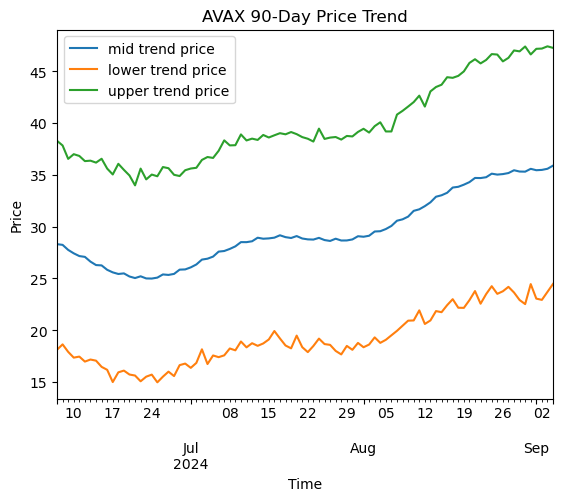 AVAX 90-Day Price Trend
mid trend price
lower trend price
upper trend price
Price
45
40
35
30
25
20
15
10 17 24 08 15 22 29 05 12 19 26 02
Jul Aug Sep
2024
Time